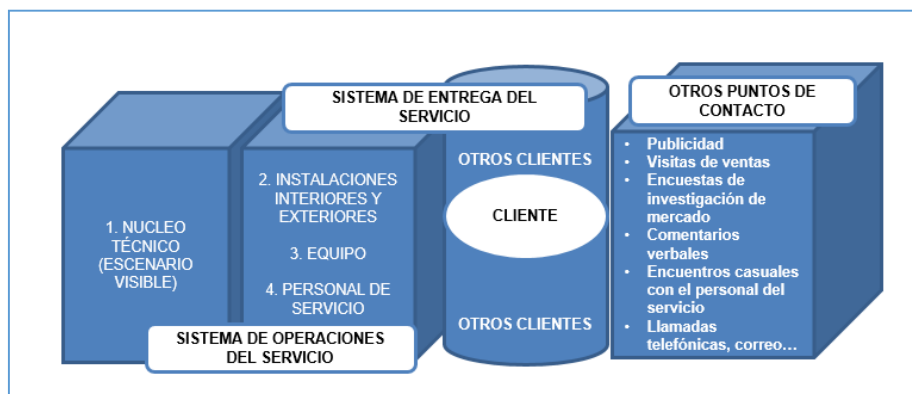 SISTEMA DE ENTREGA DEL
SERVICIO
OTROS PUNTOS DE
CONTACTO
1. NUCLEO
TÉCNICO
(ESCENARIO
VISIBLE)
2. INSTALACIONES
INTERIORES Y
EXTERIORES
3. EQUIPO
4. PERSONAL DE
SERVICIO
SISTEMA DE OPERACIONES
DEL SERVICIO
OTROS CLIENTES
CLIENTE
OTROS CLIENTES
• Publicidad
• Visitas de ventas
• Encuestas de
investigación de
mercado
• Comentarios
verbales
• Encuentros casuales
con el personal del
servicio
• Llamadas
telefónicas, correo…